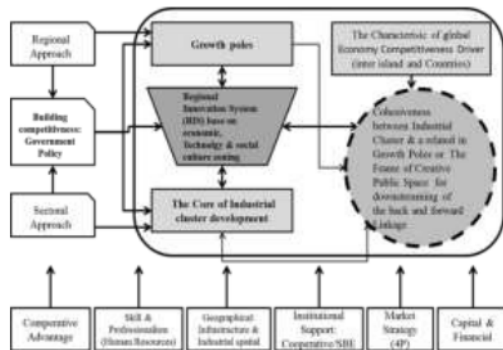 Regional
Approach
Building
competitiveness:
Government
Policy
Sectoral
Approach
Growth poles
Regional
Innovation System
(RIS) base on
economic,
Technology & social
culture zoning
The Core of Industrial
cluster development
The Characteristic of global
Economy Competitiveness Driver
(inter island and Countries)
Cohesiveness
between Industrial
Cluster & a related in
Growth Poles or The
Frame of Creative
Public Space for
downstreaming of
the back and forward
Linkage
Comperative
Advantage
Skill &
Professionalism
(Human Resources)
Geographical
Infrastructure &
Industrial spatial
Institutional
Support:
Cooperative/SBE
Market
Strategy
(4P)
Capital &
Financial